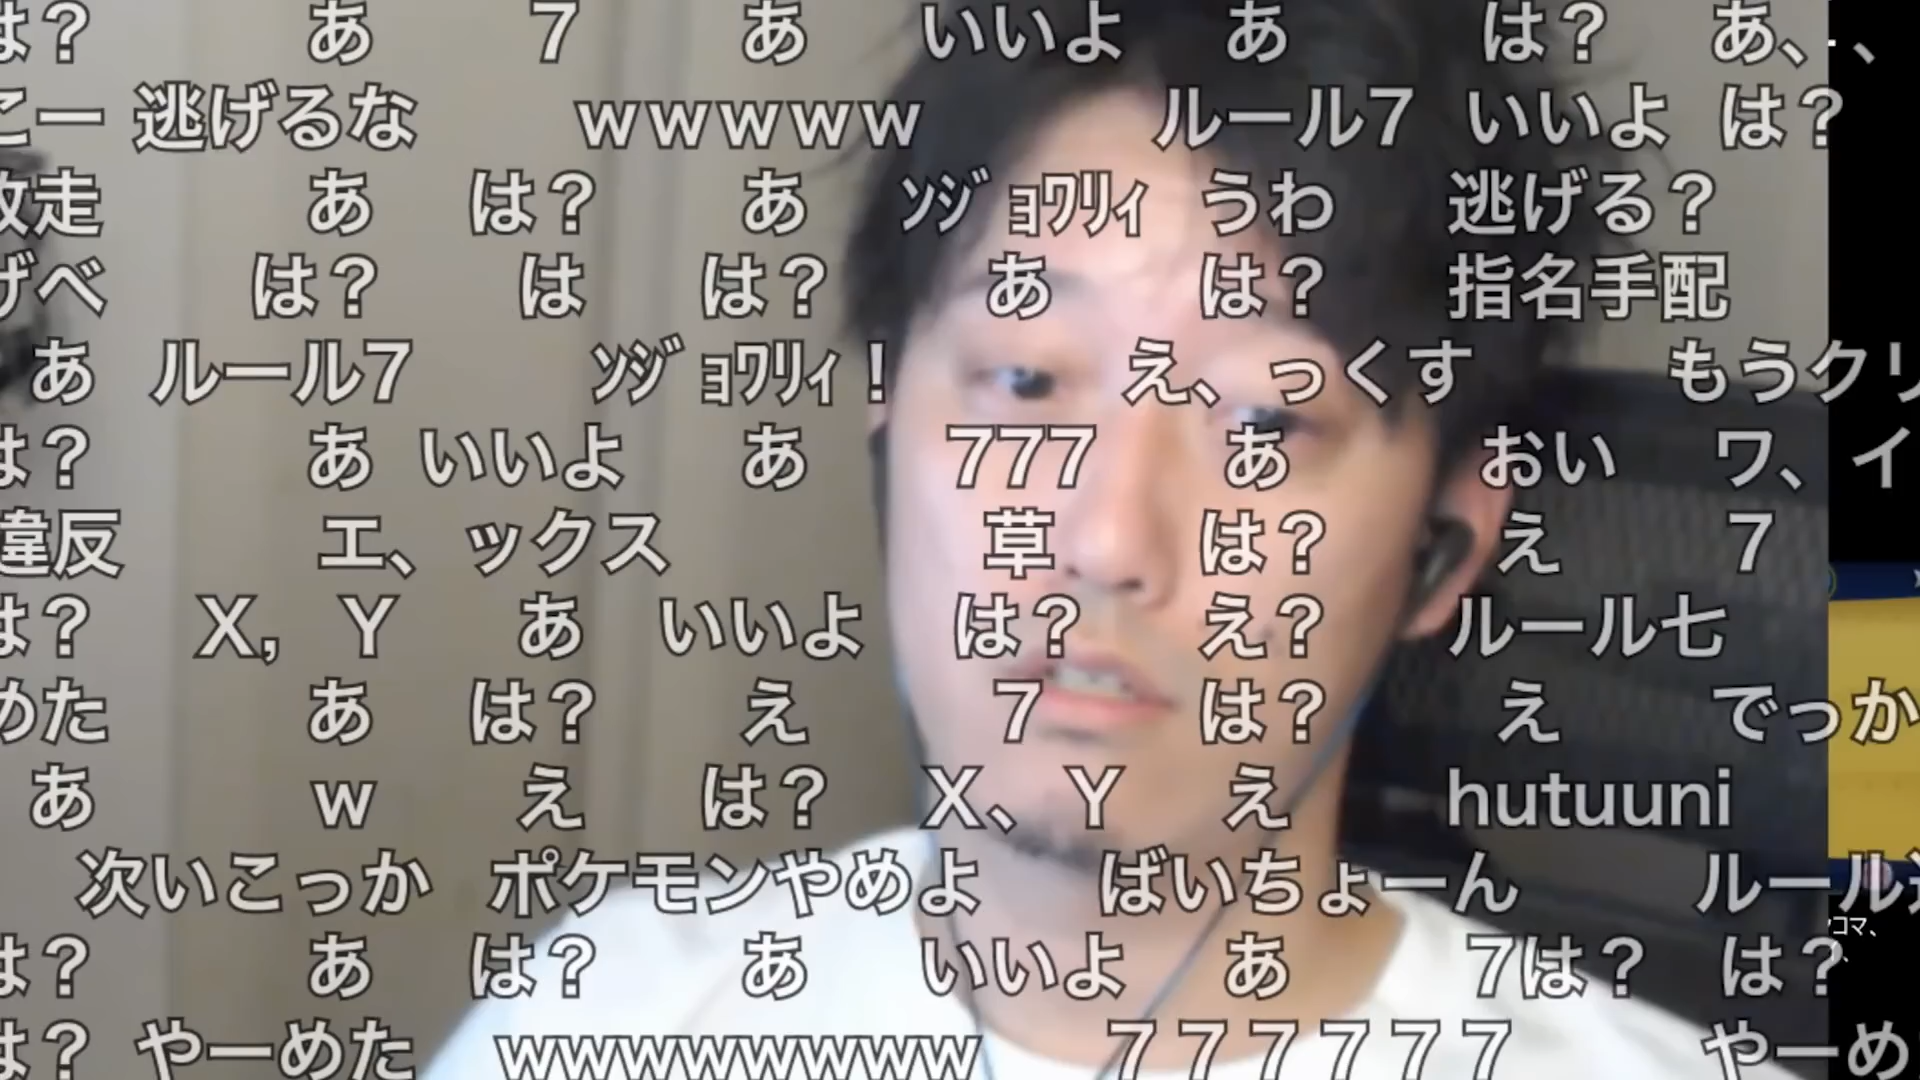 は？ あ 7 あ いいよ あ は？ あ、、
こー 逃げるな wwwww ルール7 いいよ は？
敗走 あ は？ あ ﾝｼﾞｮﾜﾘｨ うわ 逃げる？
げべ は？ は は？ あ は？ 指名手配
あ ルール7 ﾝｼﾞｮﾜﾘｨ！ え、っくす もうクリ
は？ あ いいよ あ 777 あ おい ワ、イ
違反 エ、ックス 草 は？ え 7
は？ X， Y あ いいよ は？ え？ ルール七
めた あ は？ え 7 は？ え でっか
あ w え は？ X、Y え hutuuni
次いこっか ポケモンやめよ ばいちょーん ルール
コマ、
は？ あ は？ あ いいよ あ 7は？ は？
は？ やーめた wwwwwwwww 777777 やーめ